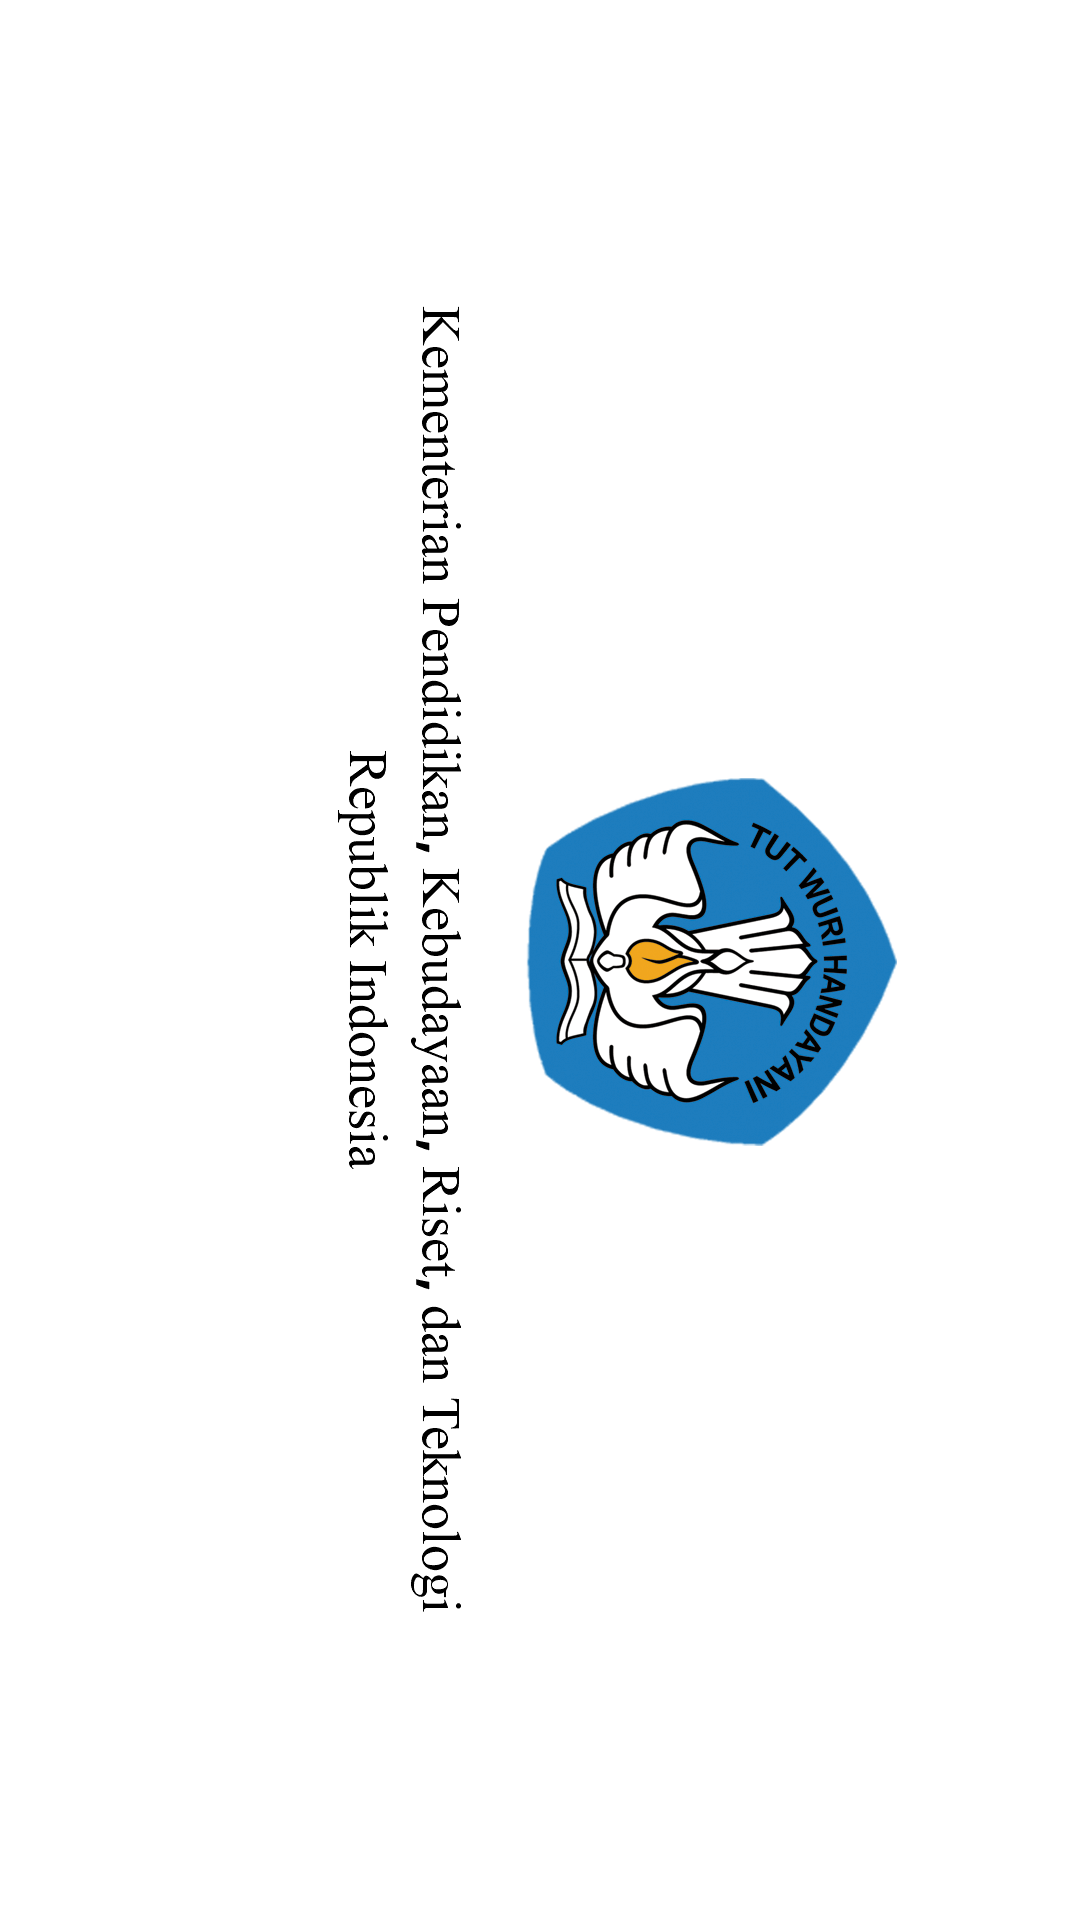 TUT WURI HANDAYANI
Kementerian Pendidikan, Kebudayaan, Riset, dan Teknologi
Republik Indonesia